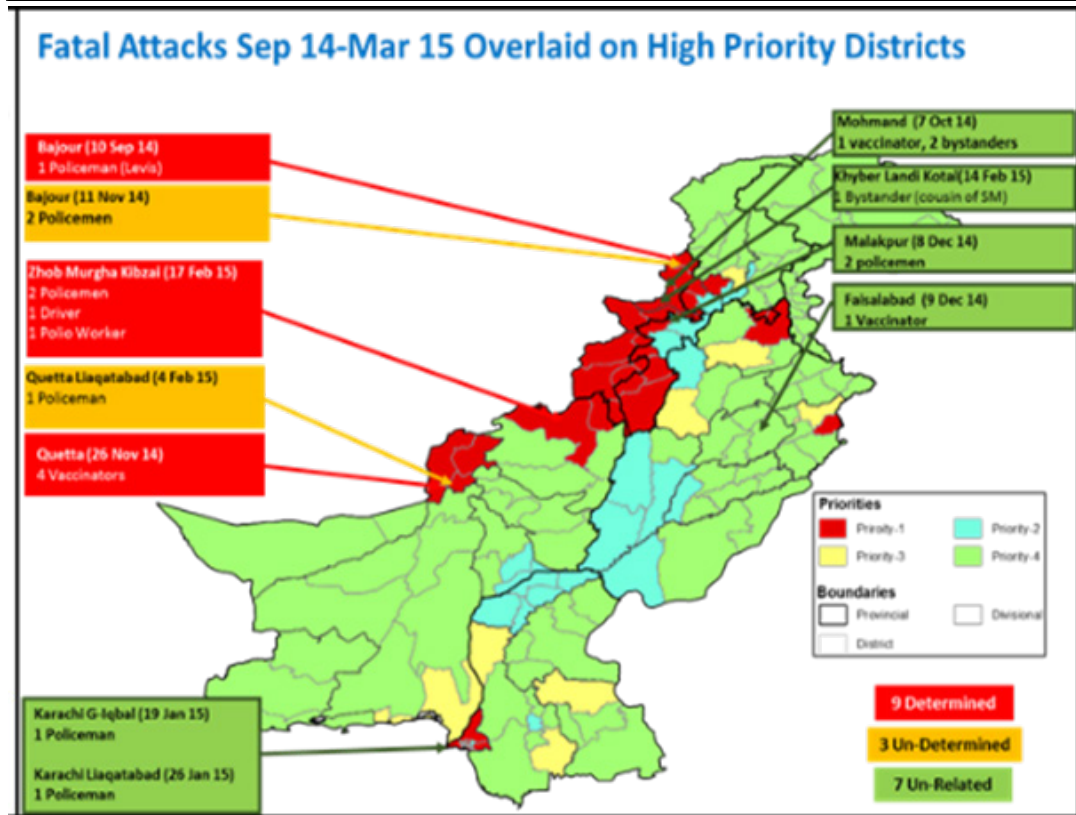 Fatal Attacks Sep 14-Mar 15 Overlaid on High Priority Districts
Bajour (10 Sep 14)
1 Policeman (Levis)
Bajour (11 Nov 14)
2 Policemen
Zhob Murgha Kibzai (17 Feb 15)
2 Policemen
1 Driver
1 Polio Worker
Quetta Liaqatabad (4 Feb 15)
1 Policeman
Quetta (26 Nov 14)
4 Vaccinators
Karachi G-Iqbal (19 Jan 15)
1 Policeman
Karachi Liaqatabad (26 Jan 15)
1 Policeman
Mohmand (7 Oct 14)
1 vaccinator, 2 bystanders
Khyber Landi Kotal(14 Feb 15)
1 Bystander (cousin of SM)
Malakpur (8 Dec 14)
2 policemen
Faisalabad (9 Dec 14)
1 Vaccinator
Priorities
Priroity-1 Priority-2
Priority-3 Priority-4
Boundaries
Provincial Divisional
District
9 Determined
3 Un-Determined
7 Un-Related